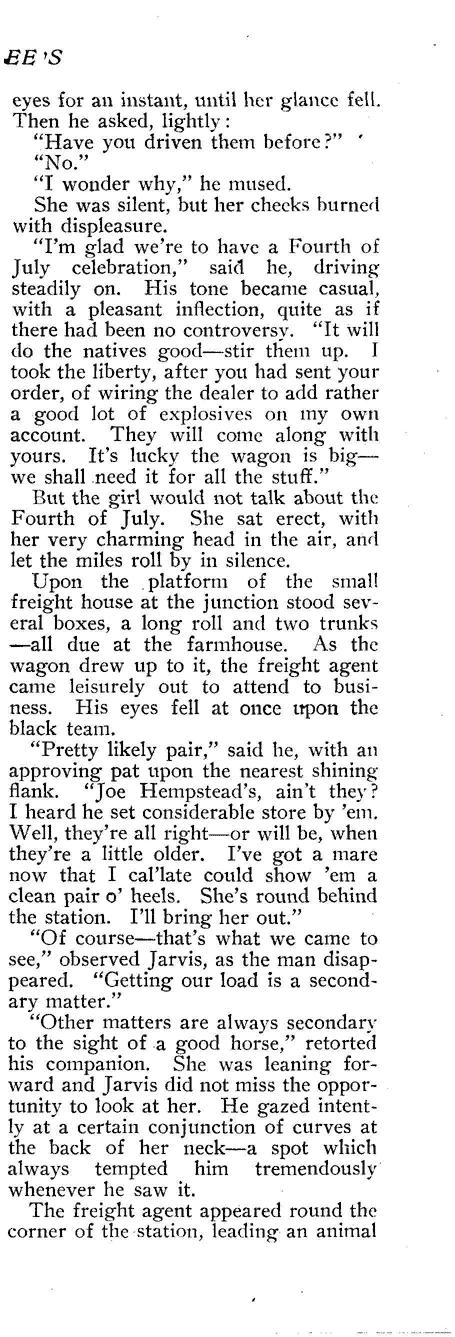 EE'S
eyes for an instant, until her glance fell.
Then he asked, lightly:
"Have you driven them before?"
"No."
"I wonder why," he mused.
She was silent, but her cheeks burned
with displeasure.
"I'm glad we're to have a Fourth of
July celebration," said he, driving
steadily on. His tone became casual,
with a pleasant inflection, quite as if
there had been no controversy. "It will
do the natives good—stir them up. I
took the liberty, after you had sent your
order, of wiring the dealer to add rather
a good lot of explosives on my own
account. They will come along with
yours. It's lucky the wagon is big—
we shall need it for all the stuff."
But the girl would not talk about the
Fourth of July. She sat erect, with
her very charming head in the air, and
let the miles roll by in silence.
Upon the platform of the small
freight house at the junction stood sev-
eral boxes, a long roll and two trunks
—all due at the farmhouse. As the
wagon drew up to it, the freight agent
came leisurely out to attend to busi-
ness. His eyes fell at once upon the
black team.
"Pretty likely pair," said he, with an
approving pat upon the nearest shining
flank. "Joe Hempstead's, ain't they?
I heard he set considerable store by 'em.
Well, they're all right—or will be, when
they're a little older. I've got a mare
now that I cal'late could show 'em a
clean pair o' heels. She's round behind
the station. I'll bring her out."
"Of course—that's what we came to
see," observed Jarvis, as the man disap-
peared. "Getting our load is a second-
ary matter."
"Other matters are always secondary
to the sight of a good horse," retorted
his companion. She was leaning for-
ward and Jarvis did not miss the oppor-
tunity to look at her. He gazed intent-
ly at a certain conjunction of curves at
the back of her neck—a spot which
always tempted him tremendously
whenever he saw it.
The freight agent appeared round the
corner of the station, leading an animal